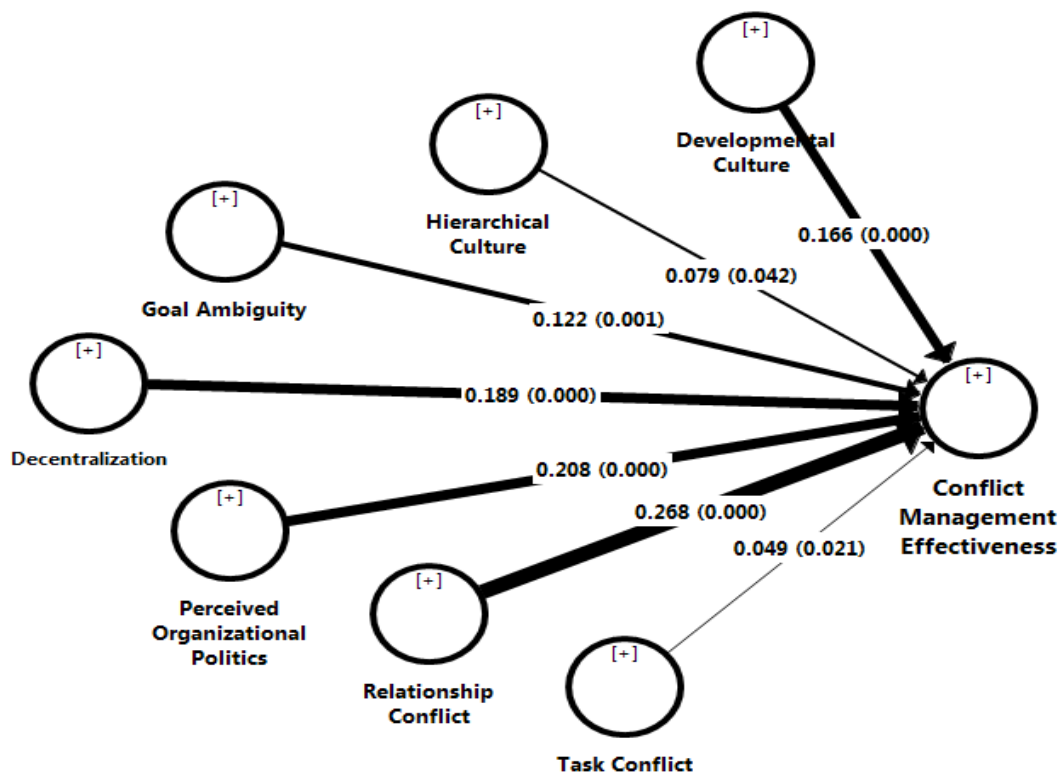 [+]
Developmental
Culture
[+]
Hierarchical
Culture
0.166 (0.000)
[+]
Goal Ambiguity
0.079 (0.042)
0.122 (0.001)
[+]
Decentralization
0.189 (0.000)
[+]
Conflict
Management
Effectiveness
0.208 (0.000)
[+]
Perceived
Organizational
Politics
0.268 (0.000)
[+]
Relationship
Conflict
0.049 (0.021)
[+]
Task Conflict